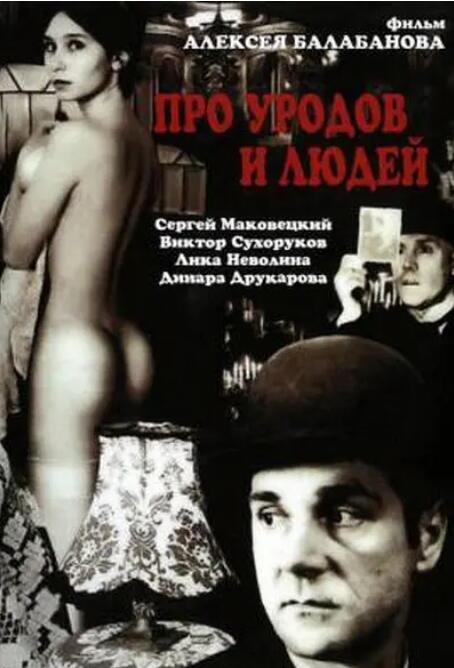 фильм
АЛЕКСЕЯ БАЛАБАНОВА
ПРО УРОДОВ
И ЛЮДЕЙ
Сергей Маковецкий
Виктор Сухоруков
Лика Неволина
Динара Друкарова